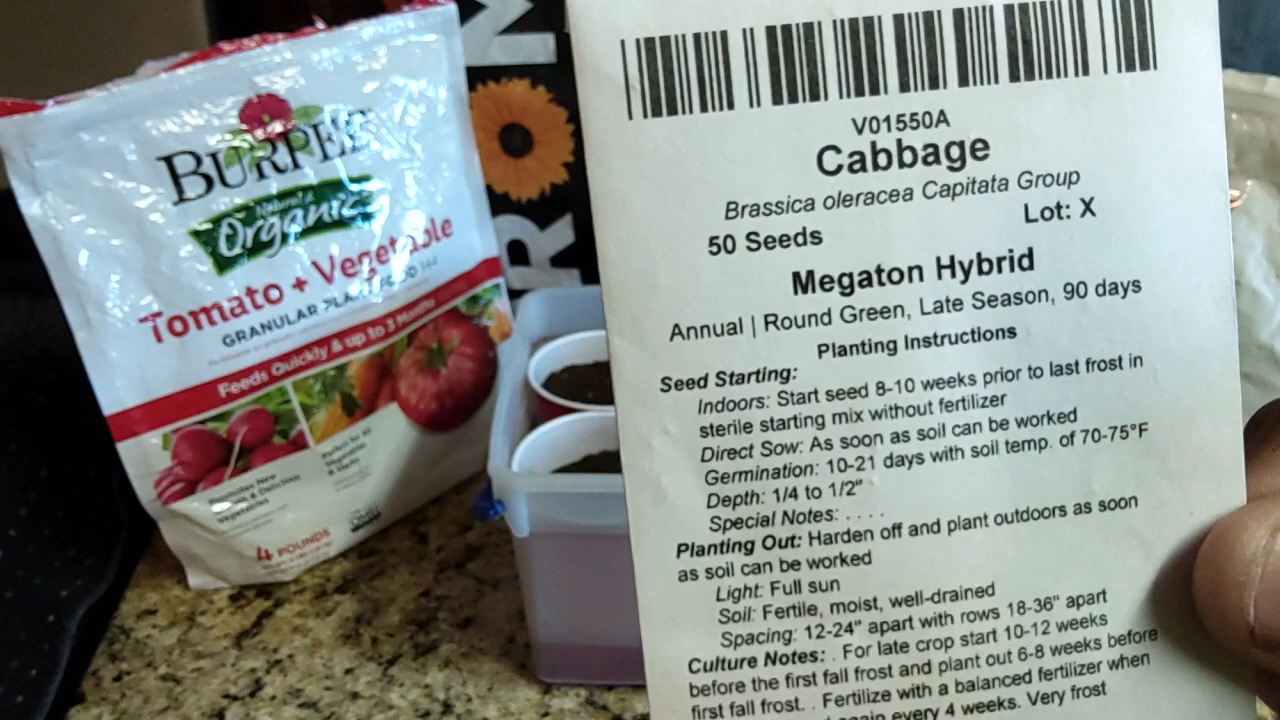 BURPEE
Natural &
Organic
Tomato + Vegetable
GRANULAR PLANT FOOD
Feeds Quickly & up to 3 Months
4 POUNDS
R
V01550A
Cabbage
Brassica oleracea Capitata Group
50 Seeds
Lot: X
Megaton Hybrid
Annual | Round Green, Late Season, 90 days
Planting Instructions
Seed Starting:
Indoors: Start seed 8-10 weeks prior to last frost in
sterile starting mix without fertilizer
Direct Sow: As soon as soil can be worked
Germination: 10-21 days with soil temp. of 70-75°F
Depth: 1/4 to 1/2"
Special Notes: . . . .
Planting Out: Harden off and plant outdoors as soon
as soil can be worked
Light: Full sun
Soil: Fertile, moist, well-drained
Spacing: 12-24" apart with rows 18-36" apart
Culture Notes: . For late crop start 10-12 weeks
before the first fall frost and plant out 6-8 weeks before
first fall frost. . Fertilize with a balanced fertilizer when
again every 4 weeks. Very frost